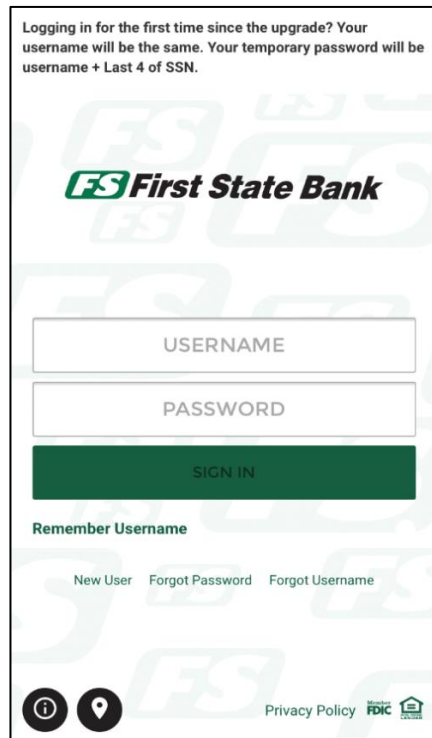 Logging in for the first time since the upgrade? Your
username will be the same. Your temporary password will be
username + Last 4 of SSN.
FS First State Bank
USERNAME
PASSWORD
SIGN IN
Remember Username
New User Forgot Password Forgot Username
Privacy Policy Member FDIC